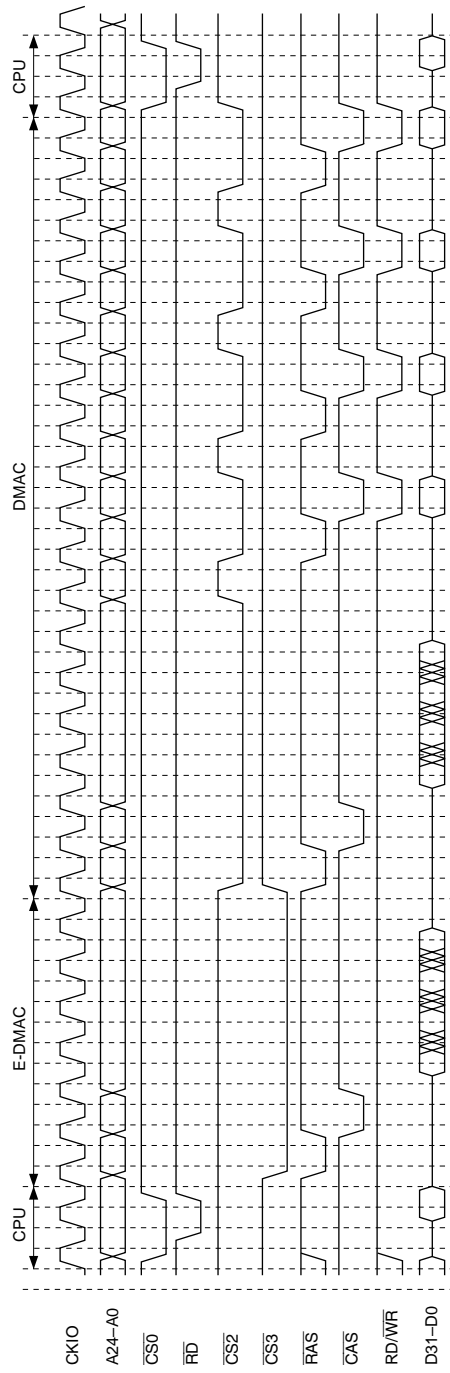 CPU
E-DMAC
DMAC
CPU
CKIO
A24–A0
CS0
RD
CS2
CS3
RAS
CAS
RD/WR
D31–D0